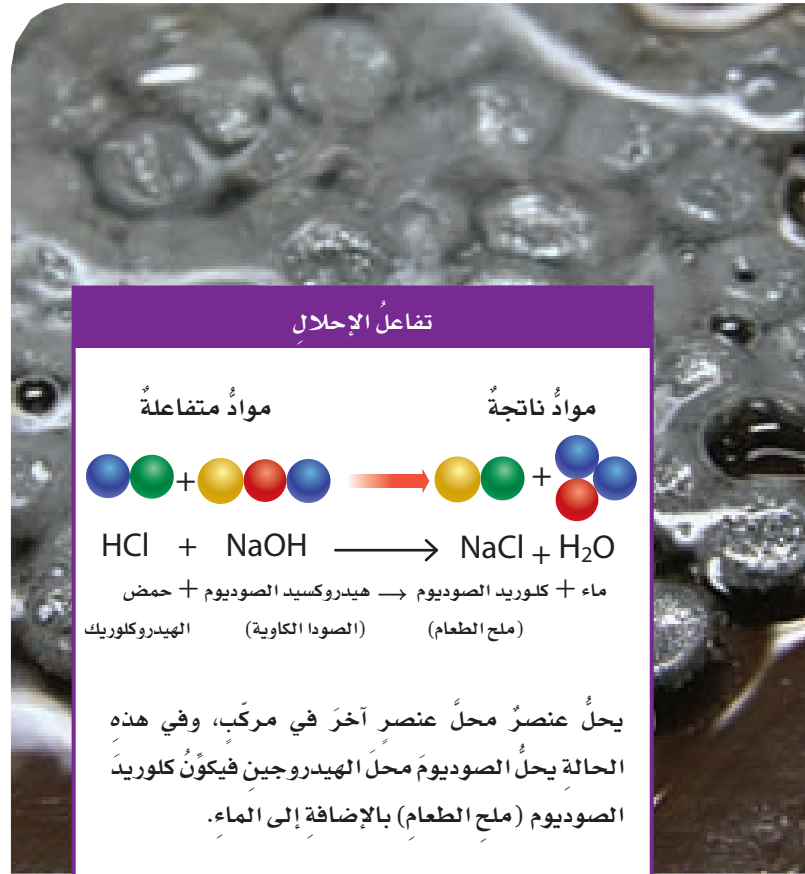 تفاعلُ الإحلالِ
موادُّ متفاعلةٌ
موادُّ ناتجةٌ
+ +
HCl + NaOH ⟶ NaCl + H₂O
حمض + هيدروكسيد الصوديوم ⟶ كلوريد الصوديوم + ماء
الهيدروكلوريك (الصودا الكاوية) (ملح الطعام)
يحلُّ عنصرٌ محلَّ عنصرٍ آخرَ في مركّبٍ، وفي هذهِ
الحالةِ يحلُّ الصوديومَ محلَ الهيدروجينِ فيكوِّنُ كلوريدَ
الصوديوم (ملحِ الطعامِ) بالإضافةِ إلى الماءِ.